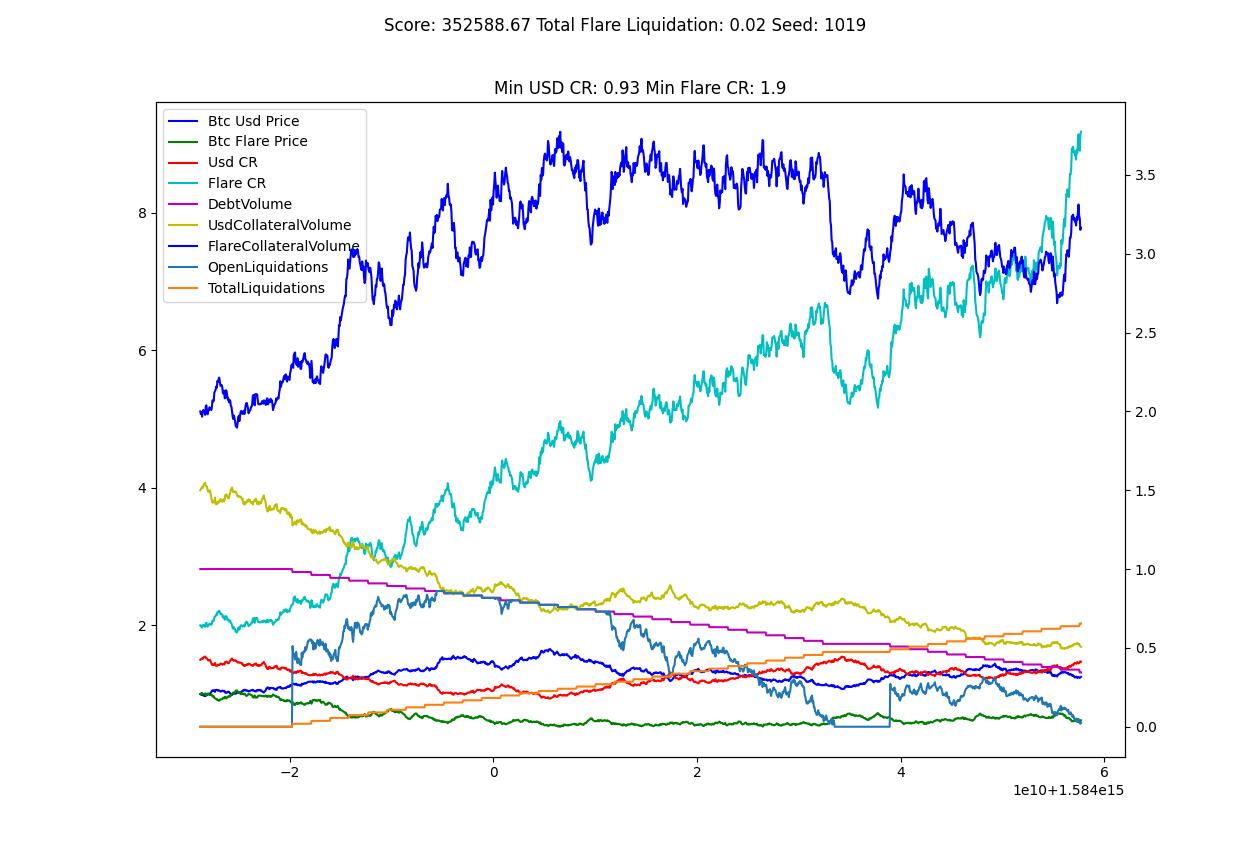 Score: 352588.67 Total Flare Liquidation: 0.02 Seed: 1019
Min USD CR: 0.93 Min Flare CR: 1.9
Btc Usd Price
Btc Flare Price
Usd CR
Flare CR
DebtVolume
UsdCollateralVolume
FlareCollateralVolume
OpenLiquidations
TotalLiquidations
8
6
4
2
3.5
3.0
2.5
2.0
1.5
1.0
0.5
0.0
−2 0 2 4 6
1e10+1.584e15